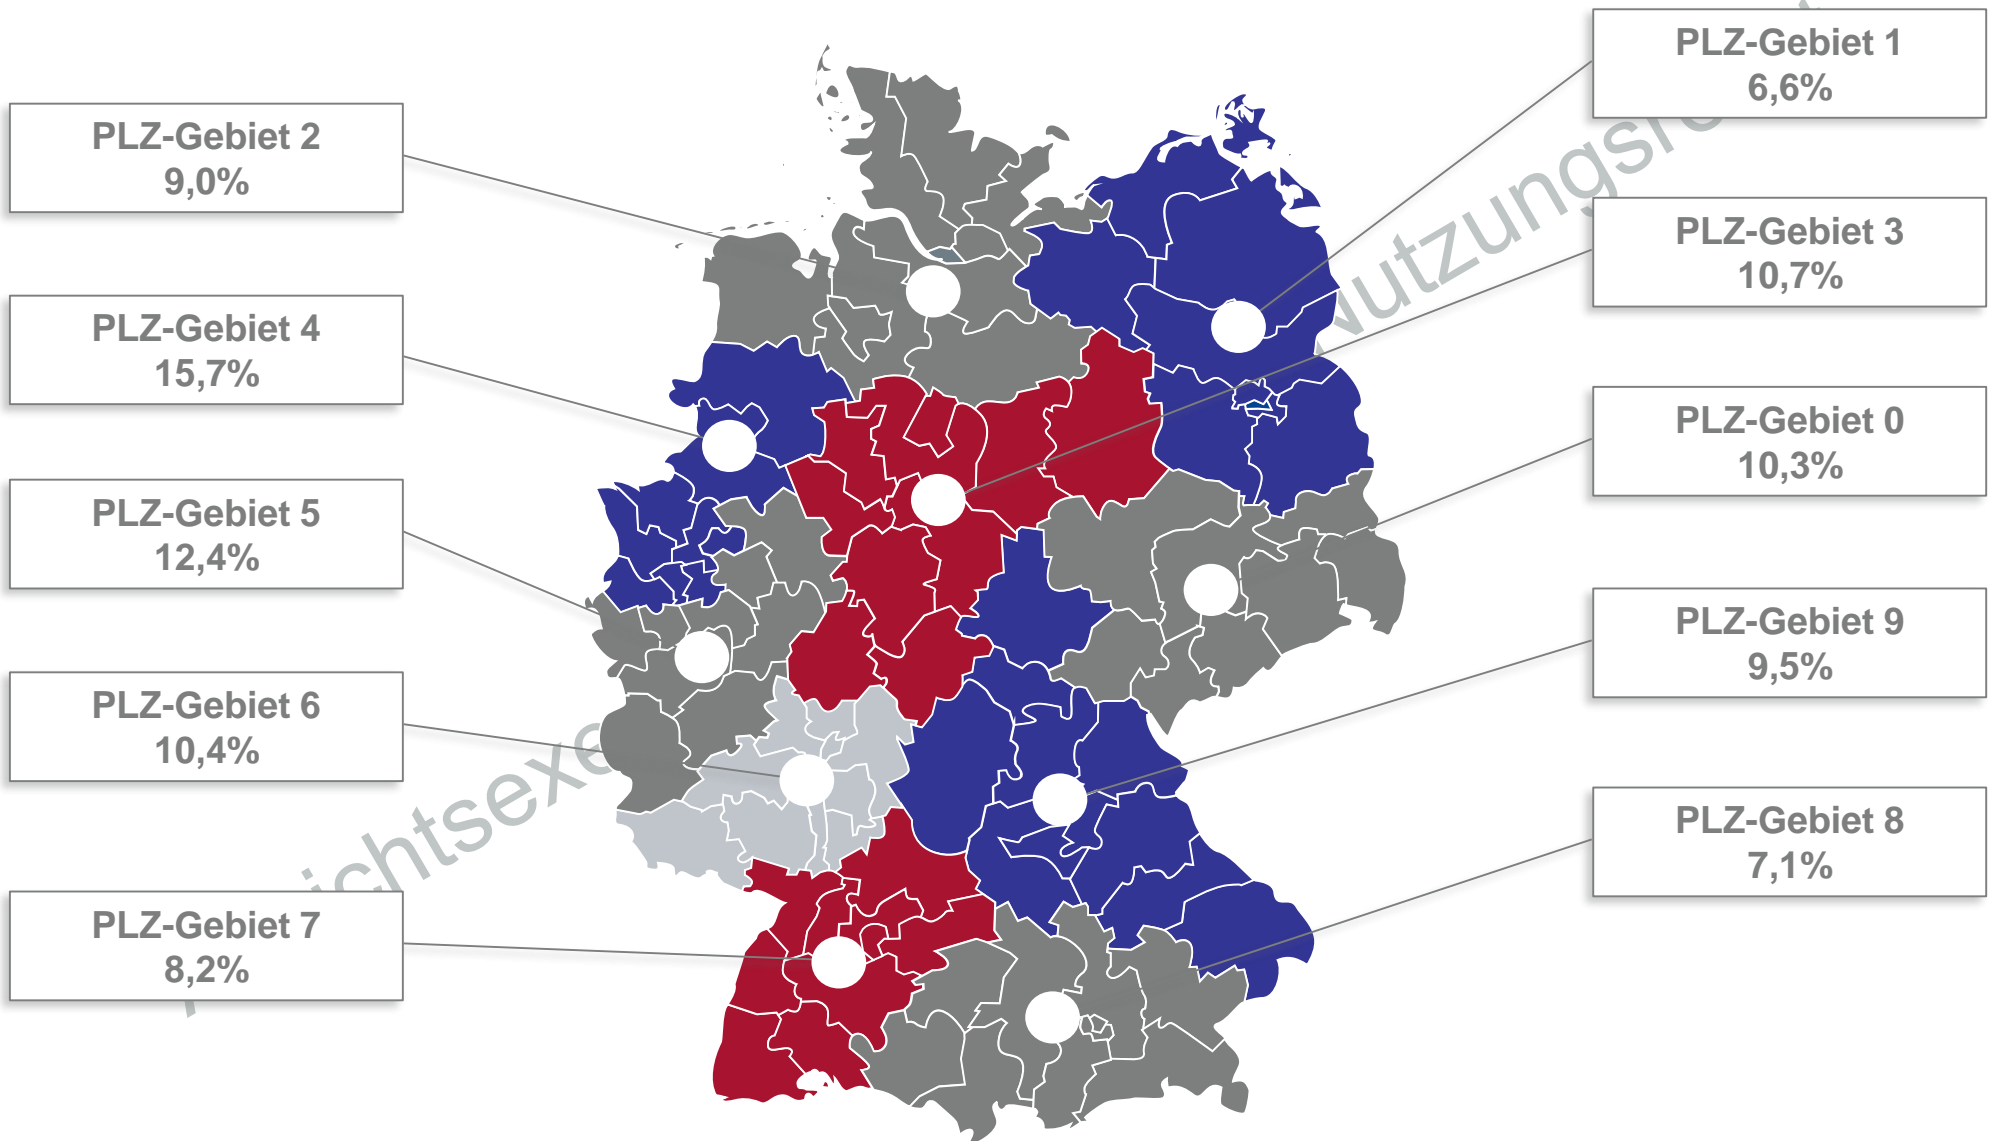 PLZ-Gebiet 1
6,6%
PLZ-Gebiet 2
9,0%
PLZ-Gebiet 3
10,7%
PLZ-Gebiet 4
15,7%
PLZ-Gebiet 0
10,3%
PLZ-Gebiet 5
12,4%
PLZ-Gebiet 9
9,5%
PLZ-Gebiet 6
10,4%
PLZ-Gebiet 8
7,1%
PLZ-Gebiet 7
8,2%